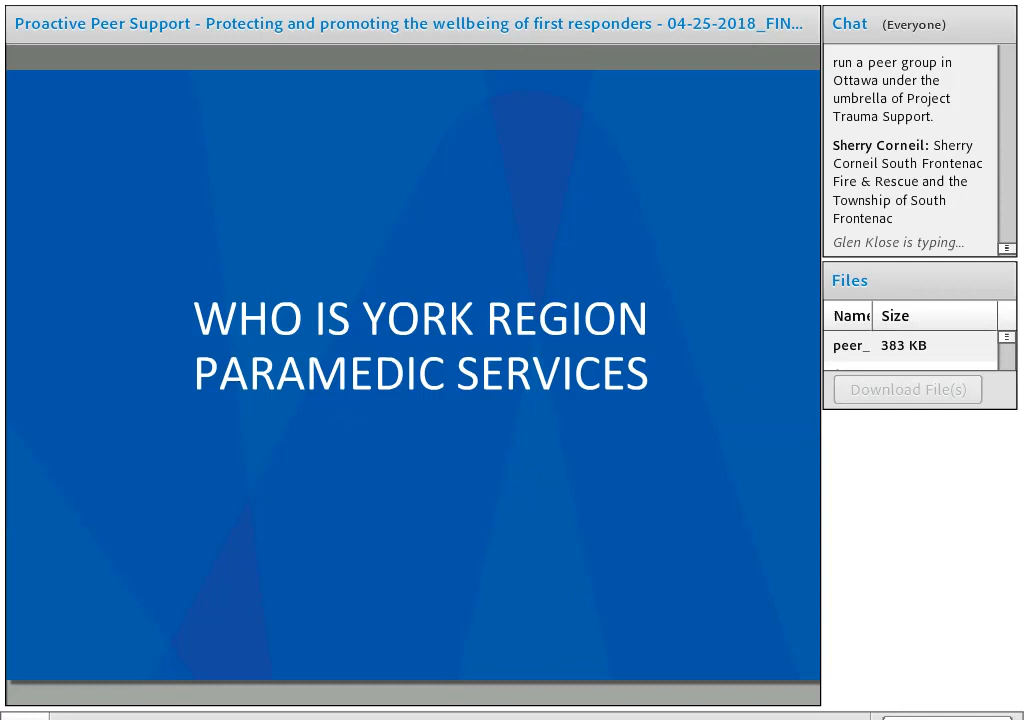 Proactive Peer Support - Protecting and promoting the wellbeing of first responders - 04-25-2018_FIN...
WHO IS YORK REGION
PARAMEDIC SERVICES
Chat (Everyone)
run a peer group in
Ottawa under the
umbrella of Project
Trauma Support.
Sherry Corneil: Sherry
Corneil South Frontenac
Fire & Rescue and the
Township of South
Frontenac
Glen Klose is typing...
Files
Name Size
peer_ 383 KB
Download File(s)